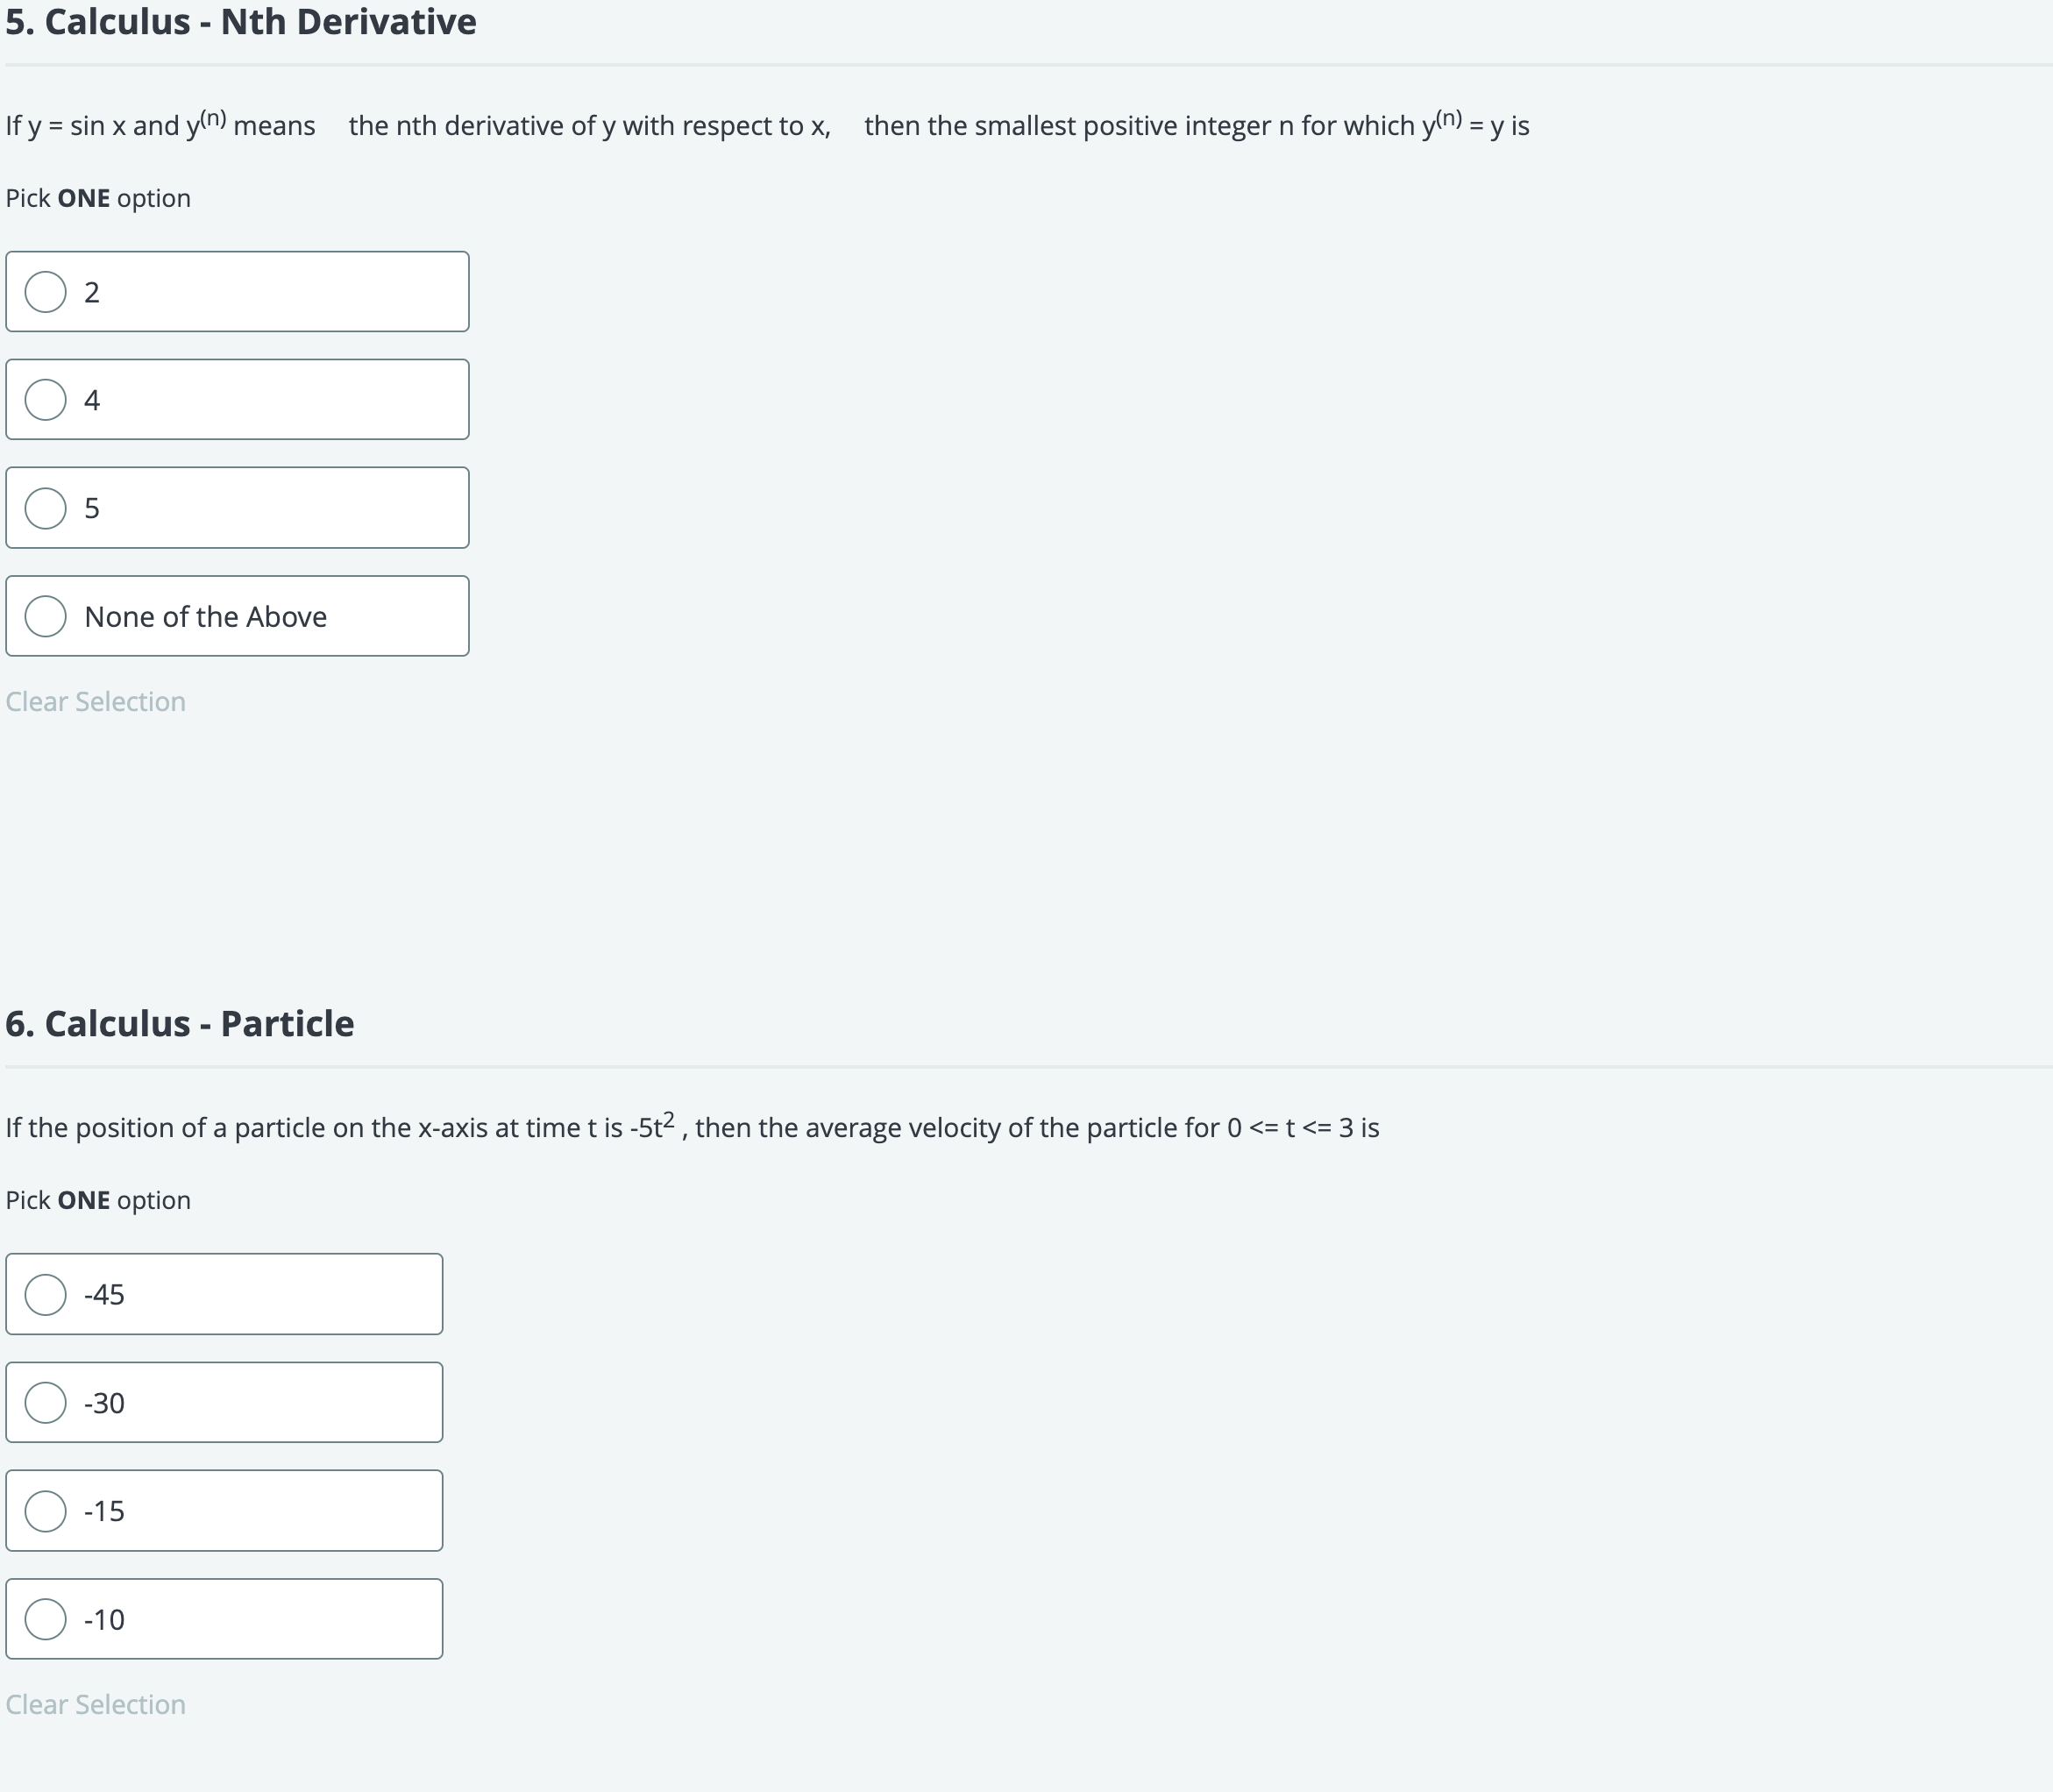 5. Calculus - Nth Derivative
If y = sin x and y⁽ⁿ⁾ means the nth derivative of y with respect to x, then the smallest positive integer n for which y⁽ⁿ⁾ = y is
Pick ONE option
2
4
5
None of the Above
Clear Selection
6. Calculus - Particle
If the position of a particle on the x-axis at time t is -5t² , then the average velocity of the particle for 0 <= t <= 3 is
Pick ONE option
-45
-30
-15
-10
Clear Selection